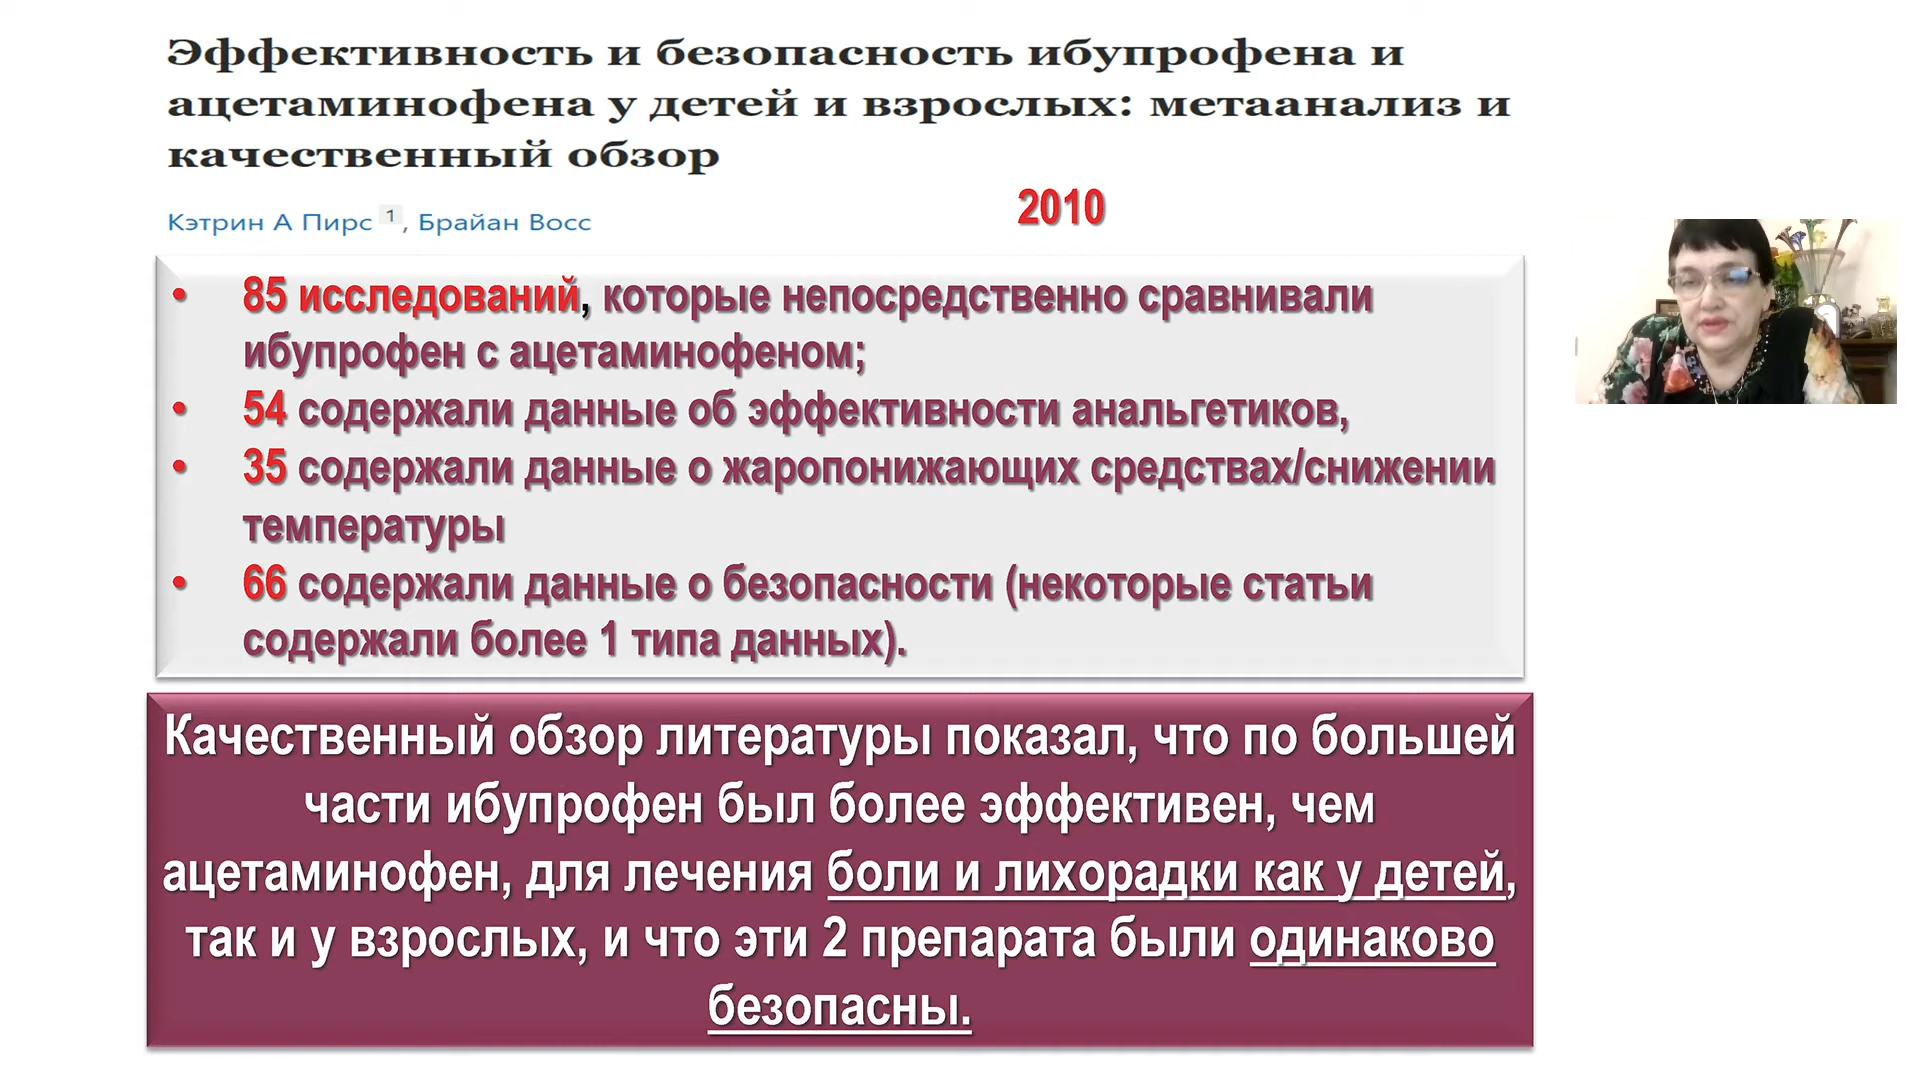 Эффективность и безопасность ибупрофена и
ацетаминофена у детей и взрослых: метаанализ и
качественный обзор
2010
Кэтрин А Пирс 1, Брайан Восс
• 85 исследований, которые непосредственно сравнивали
ибупрофен с ацетаминофеном;
• 54 содержали данные об эффективности анальгетиков,
• 35 содержали данные о жаропонижающих средствах/снижении
температуры
• 66 содержали данные о безопасности (некоторые статьи
содержали более 1 типа данных).
Качественный обзор литературы показал, что по большей
части ибупрофен был более эффективен, чем
ацетаминофен, для лечения боли и лихорадки как у детей,
так и у взрослых, и что эти 2 препарата были одинаково
безопасны.